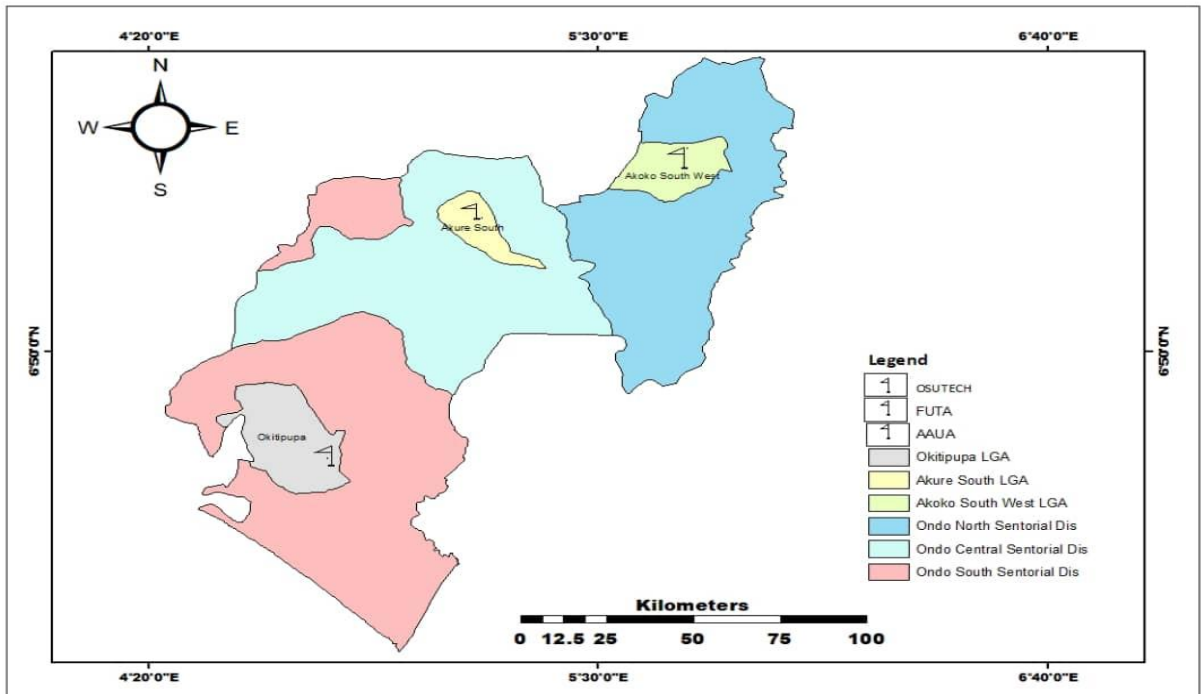 4°20'0"E 5°30'0"E 6°40'0"E
N
W E
S
Akoko South West
Akure South
6°50'0"N 6°50'0"N
Legend
OSUTECH
FUTA
AAUA
Okitipupa LGA
Akure South LGA
Akoko South West LGA
Ondo North Sentorial Dis
Ondo Central Sentorial Dis
Ondo South Sentorial Dis
Okitipupa
Kilometers
0 12.5 25 50 75 100
4°20'0"E 5°30'0"E 6°40'0"E